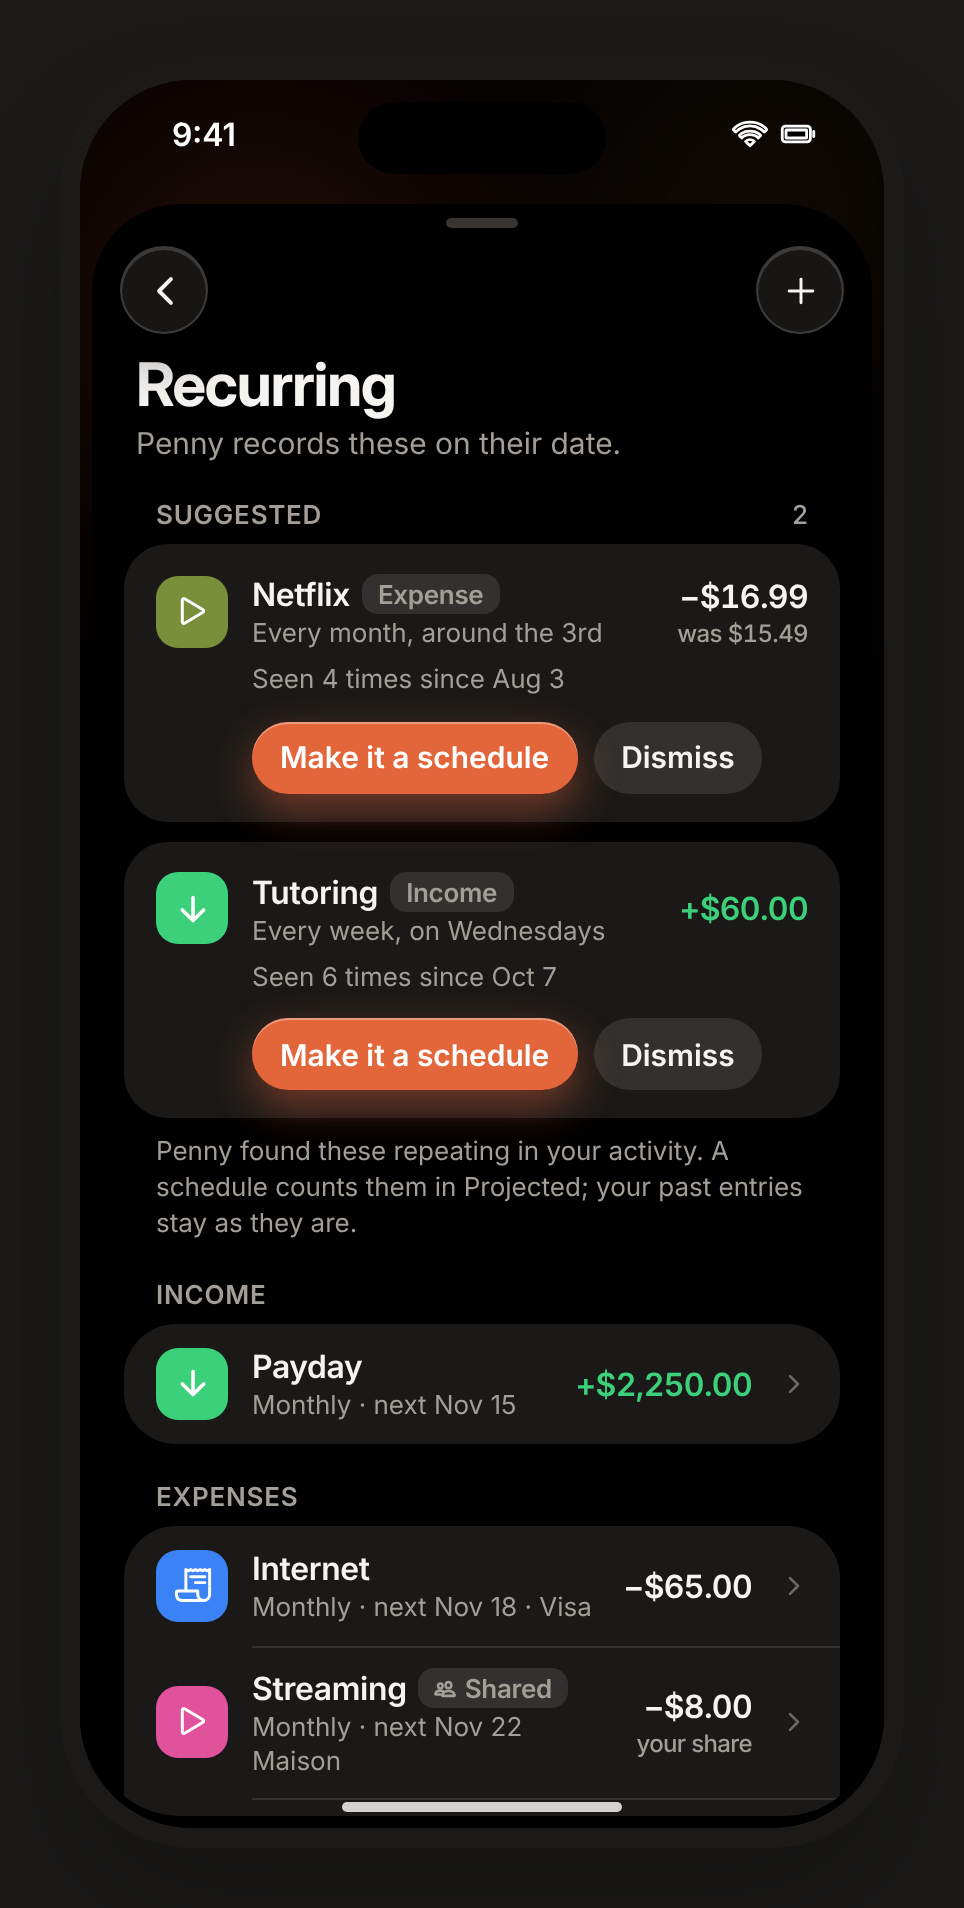 9:41
Recurring
Penny records these on their date.
SUGGESTED 2
Netflix Expense −$16.99
Every month, around the 3rd was $15.49
Seen 4 times since Aug 3
Make it a schedule Dismiss
Tutoring Income +$60.00
Every week, on Wednesdays
Seen 6 times since Oct 7
Make it a schedule Dismiss
Penny found these repeating in your activity. A
schedule counts them in Projected; your past entries
stay as they are.
INCOME
Payday +$2,250.00
Monthly · next Nov 15
EXPENSES
Internet −$65.00
Monthly · next Nov 18 · Visa
Streaming Shared −$8.00
Monthly · next Nov 22 your share
Maison